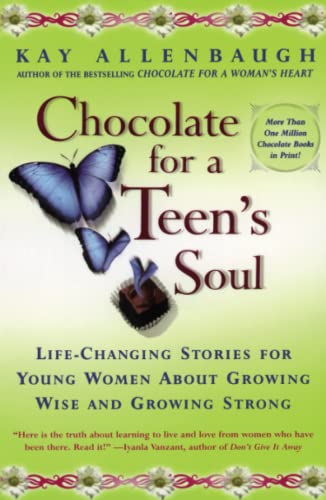 KAY ALLENBAUGH
AUTHOR OF THE BESTSELLING CHOCOLATE FOR A WOMAN'S HEART
Chocolate
for a
Teen's
Soul
More Than
One Million
Chocolate Books
in Print!
LIFE-CHANGING STORIES FOR
YOUNG WOMEN ABOUT GROWING
WISE AND GROWING STRONG
"Here is the truth about learning to live and love from women who have
been there. Read it!"—Iyanla Vanzant, author of Don't Give It Away